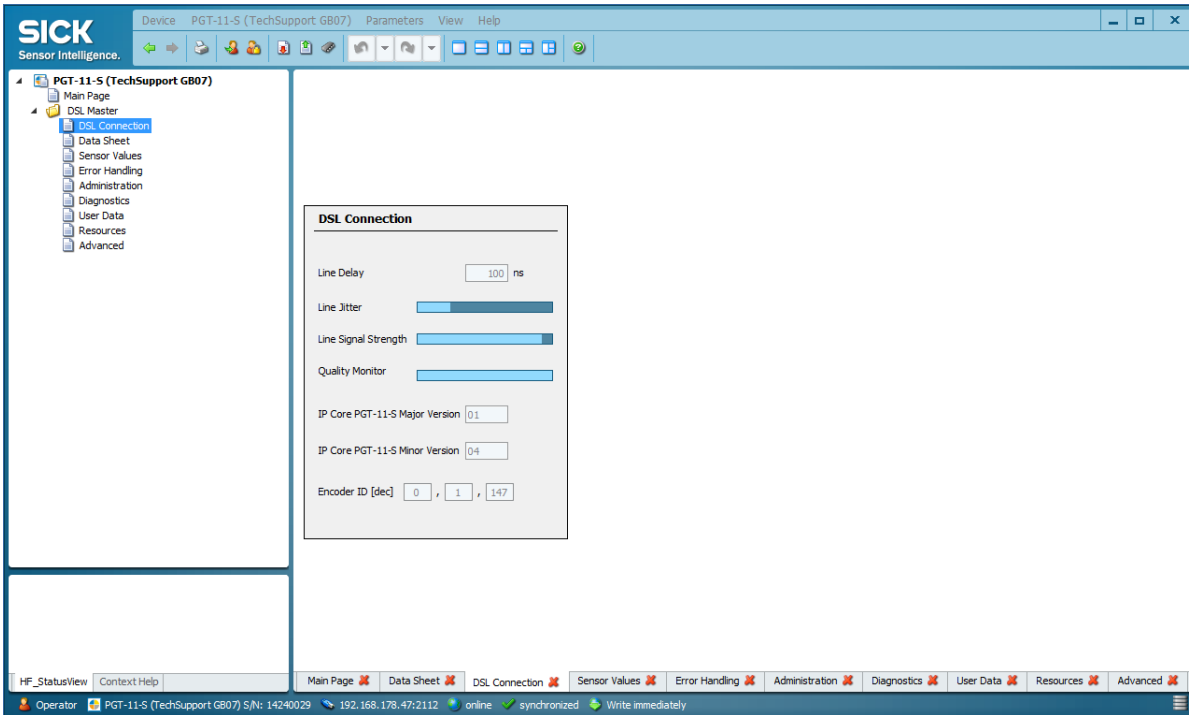 SICK
Sensor Intelligence.
Device PGT-11-S (TechSupport GB07) Parameters View Help
PGT-11-S (TechSupport GB07)
Main Page
DSL Master
DSL Connection
Data Sheet
Sensor Values
Error Handling
Administration
Diagnostics
User Data
Resources
Advanced
DSL Connection
Line Delay 100 ns
Line Jitter
Line Signal Strength
Quality Monitor
IP Core PGT-11-S Major Version 01
IP Core PGT-11-S Minor Version 04
Encoder ID [dec] 0 , 1 , 147
HF_StatusView Context Help
Main Page Data Sheet DSL Connection Sensor Values Error Handling Administration Diagnostics User Data Resources Advanced
Operator PGT-11-S (TechSupport GB07) S/N: 14240029 192.168.178.47:2112 online synchronized Write immediately